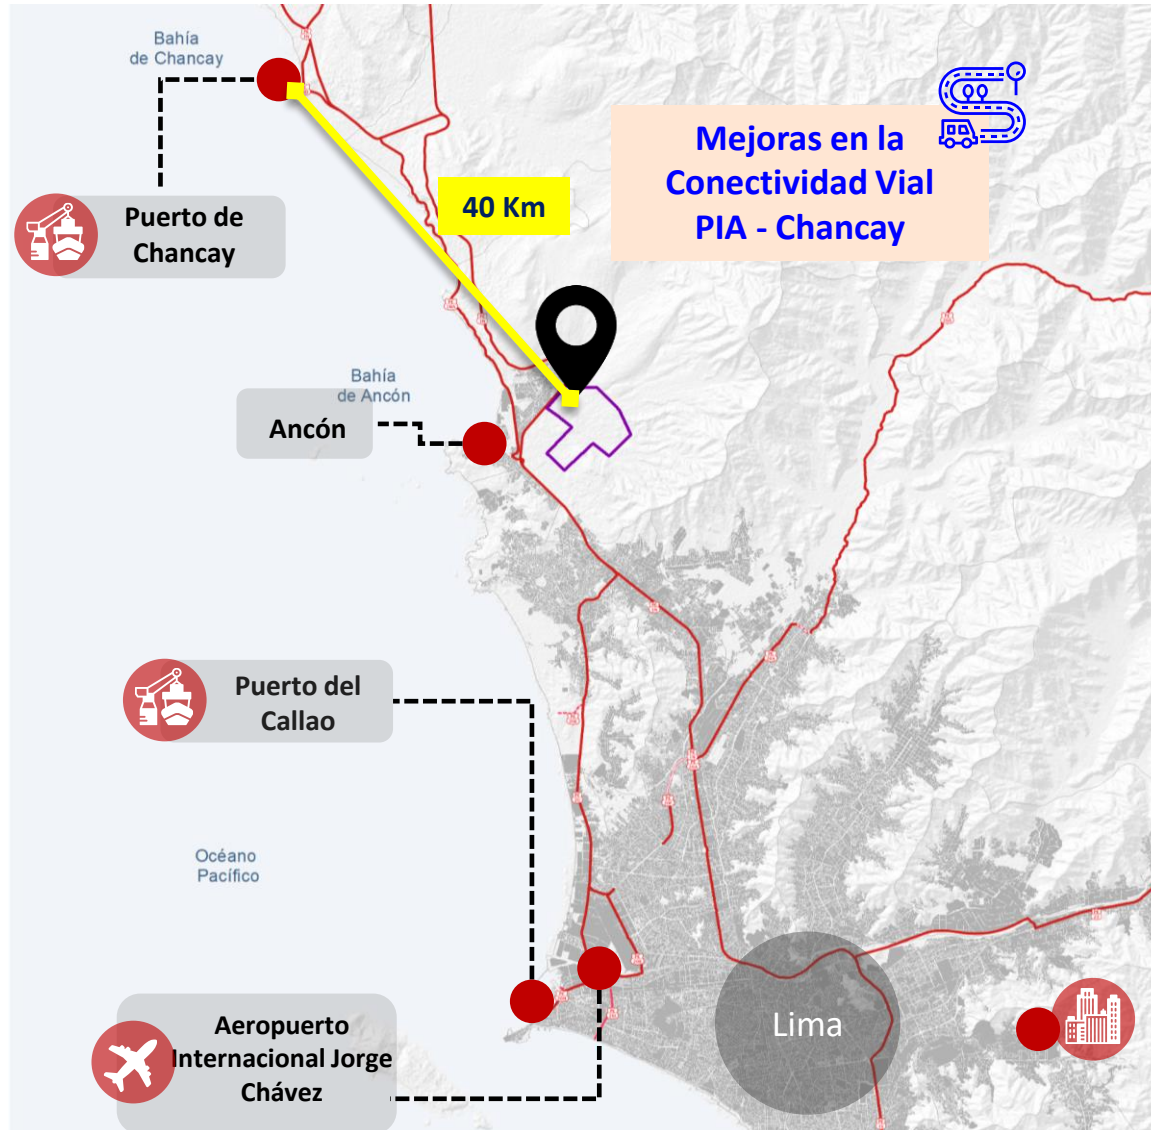 Bahía
de Chancay
Mejoras en la
Conectividad Vial
PIA - Chancay
40 Km
Puerto de
Chancay
Bahía
de Ancón
Ancón
Puerto del
Callao
Océano
Pacífico
Lima
Aeropuerto
Internacional Jorge
Chávez